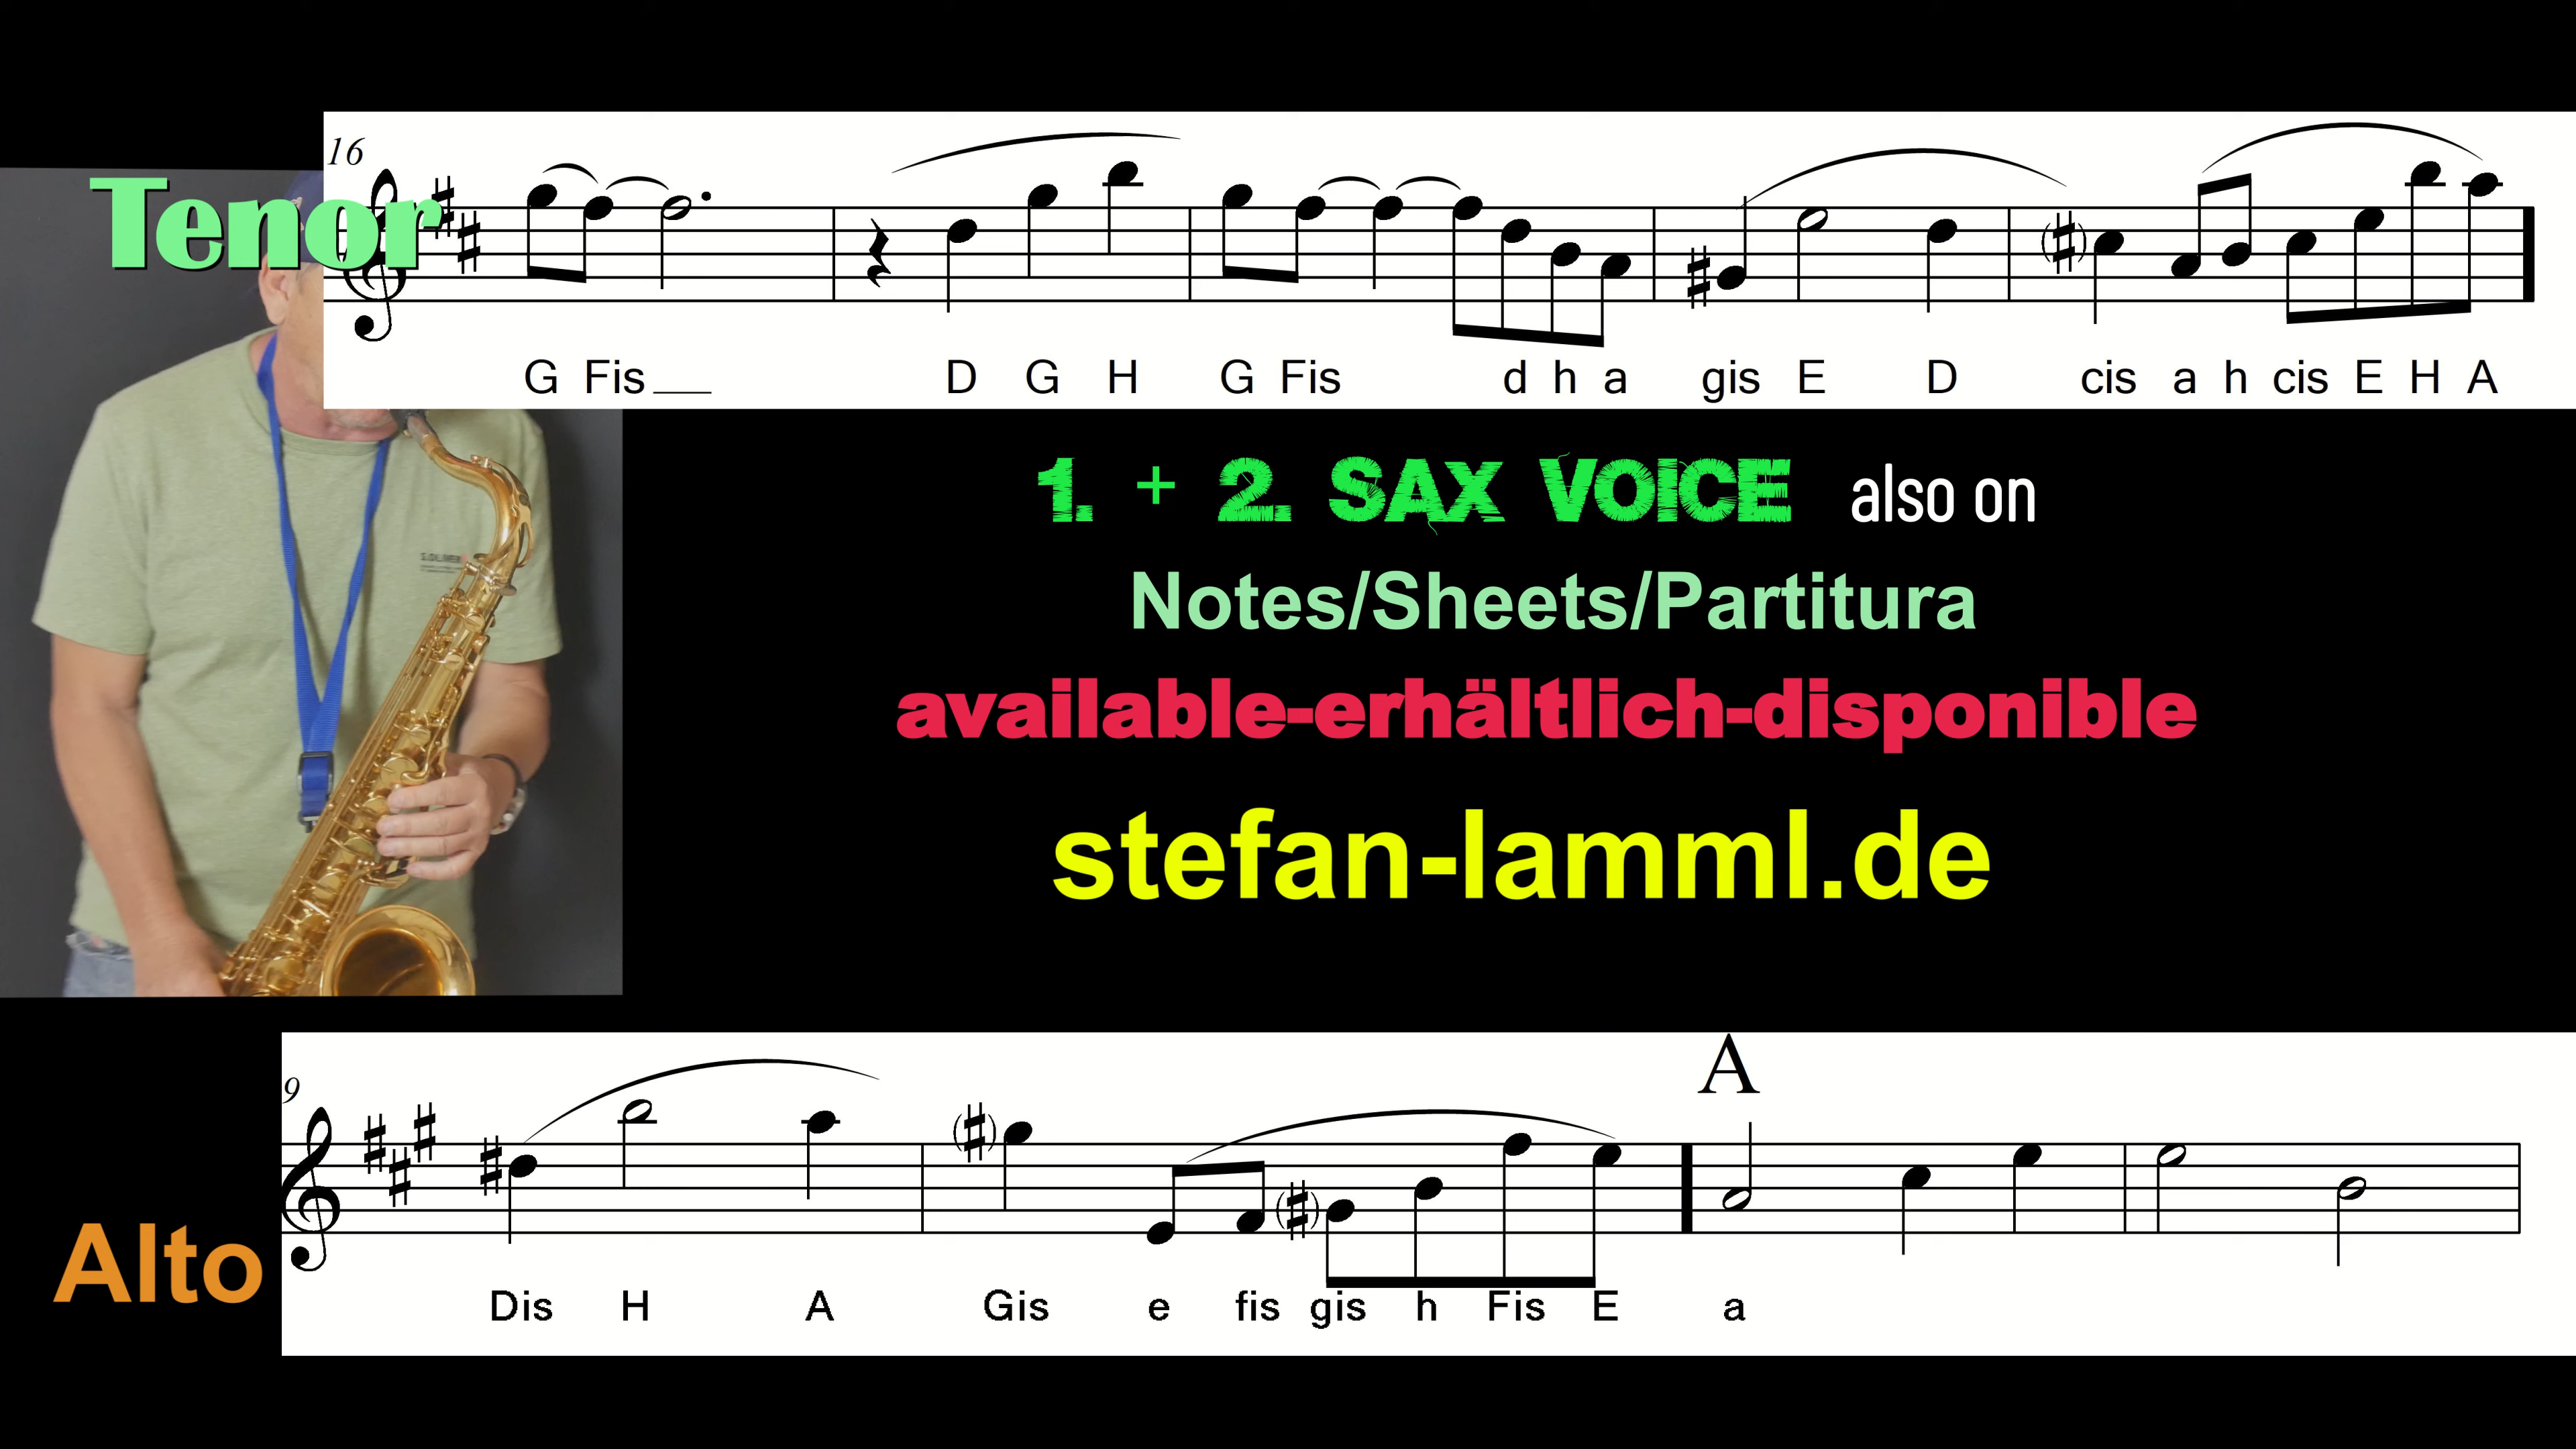 16
Tenor
G Fis__ D G H G Fis d h a gis E D cis a h cis E H A
1. + 2. SAX VOICE also on
Notes/Sheets/Partitura
available-erhältlich-disponible
stefan-lamml.de
9
A
Alto
Dis H A Gis e fis gis h Fis E a